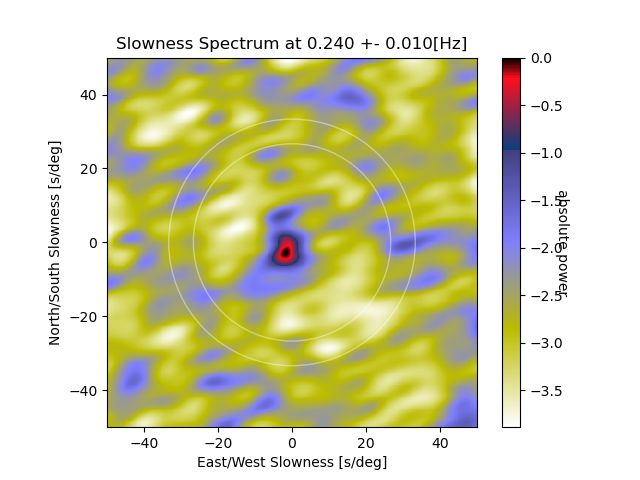 Slowness Spectrum at 0.240 +- 0.010[Hz]
North/South Slowness [s/deg]
40
20
0
−20
−40
−40 −20 0 20 40
East/West Slowness [s/deg]
0.0
−0.5
−1.0
−1.5
−2.0
−2.5
−3.0
−3.5
absolute power